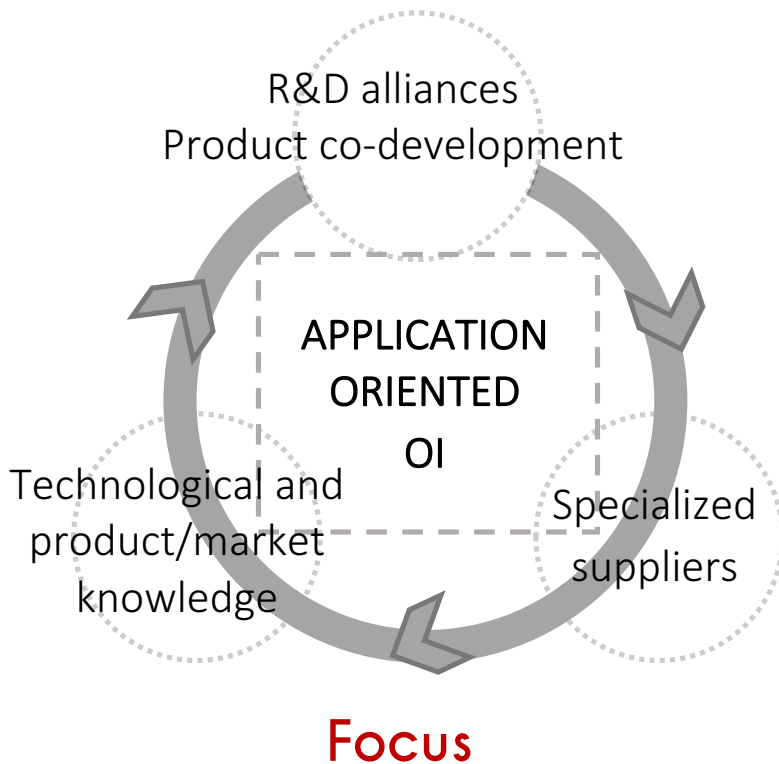 R&D alliances
Product co-development
APPLICATION
ORIENTED
OI
Technological and
product/market
knowledge
Specialized
suppliers
Focus